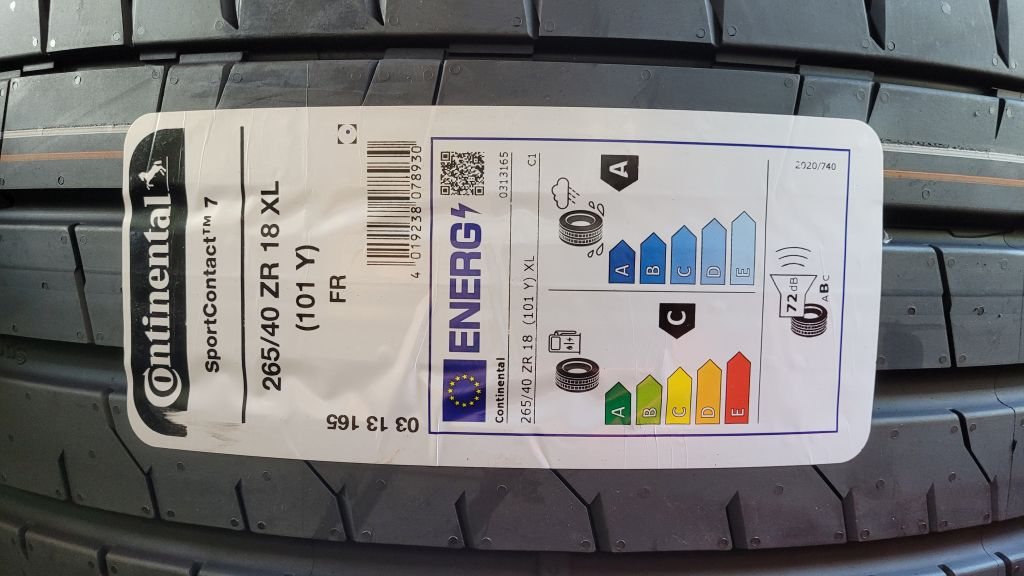 Continental
SportContact™ 7
265/40 ZR 18 XL
(101 Y)
FR
4 019238 078930
03 13 165
ENERG
Continental
0313165
265/40 ZR 18 (101 Y) XL
C1
C
A
B
C
D
E
A
A
B
C
D
E
72 dB
ABC
2020/740